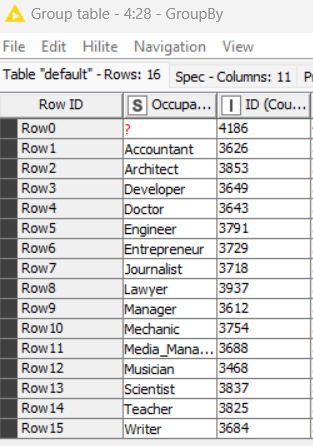 Group table - 4:28 - GroupBy
File Edit Hilite Navigation View
Table "default" - Rows: 16 Spec - Columns: 11 Pr
Row ID S Occupa... I ID (Cou...
Row0 ? 4186
Row1 Accountant 3626
Row2 Architect 3853
Row3 Developer 3649
Row4 Doctor 3643
Row5 Engineer 3791
Row6 Entrepreneur 3729
Row7 Journalist 3718
Row8 Lawyer 3937
Row9 Manager 3612
Row10 Mechanic 3754
Row11 Media_Mana... 3688
Row12 Musician 3468
Row13 Scientist 3837
Row14 Teacher 3825
Row15 Writer 3684